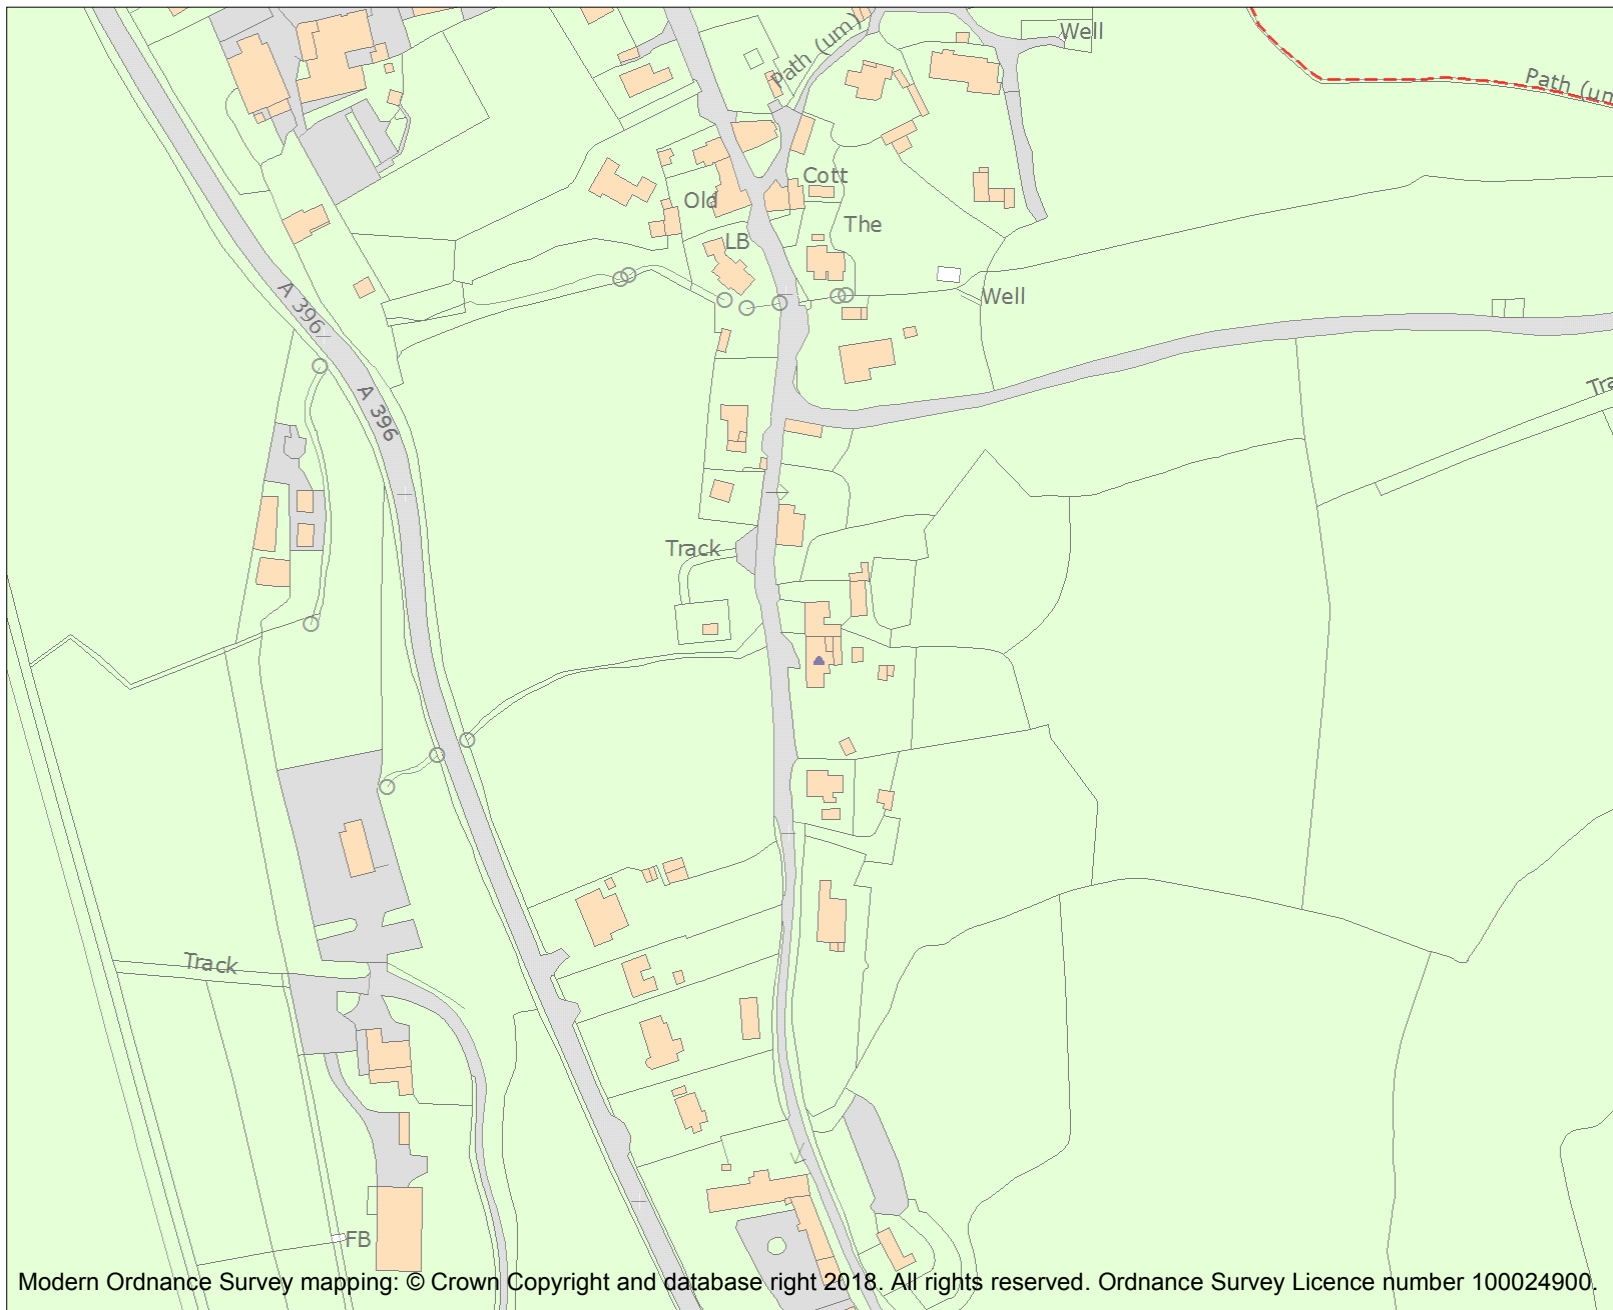 Well
Path (um)
Path (um
Cott
Old
The
LB
A 396
Well
A 396
Tra
Track
Track
FB
Modern Ordnance Survey mapping: © Crown Copyright and database right 2018. All rights reserved. Ordnance Survey Licence number 100024900.